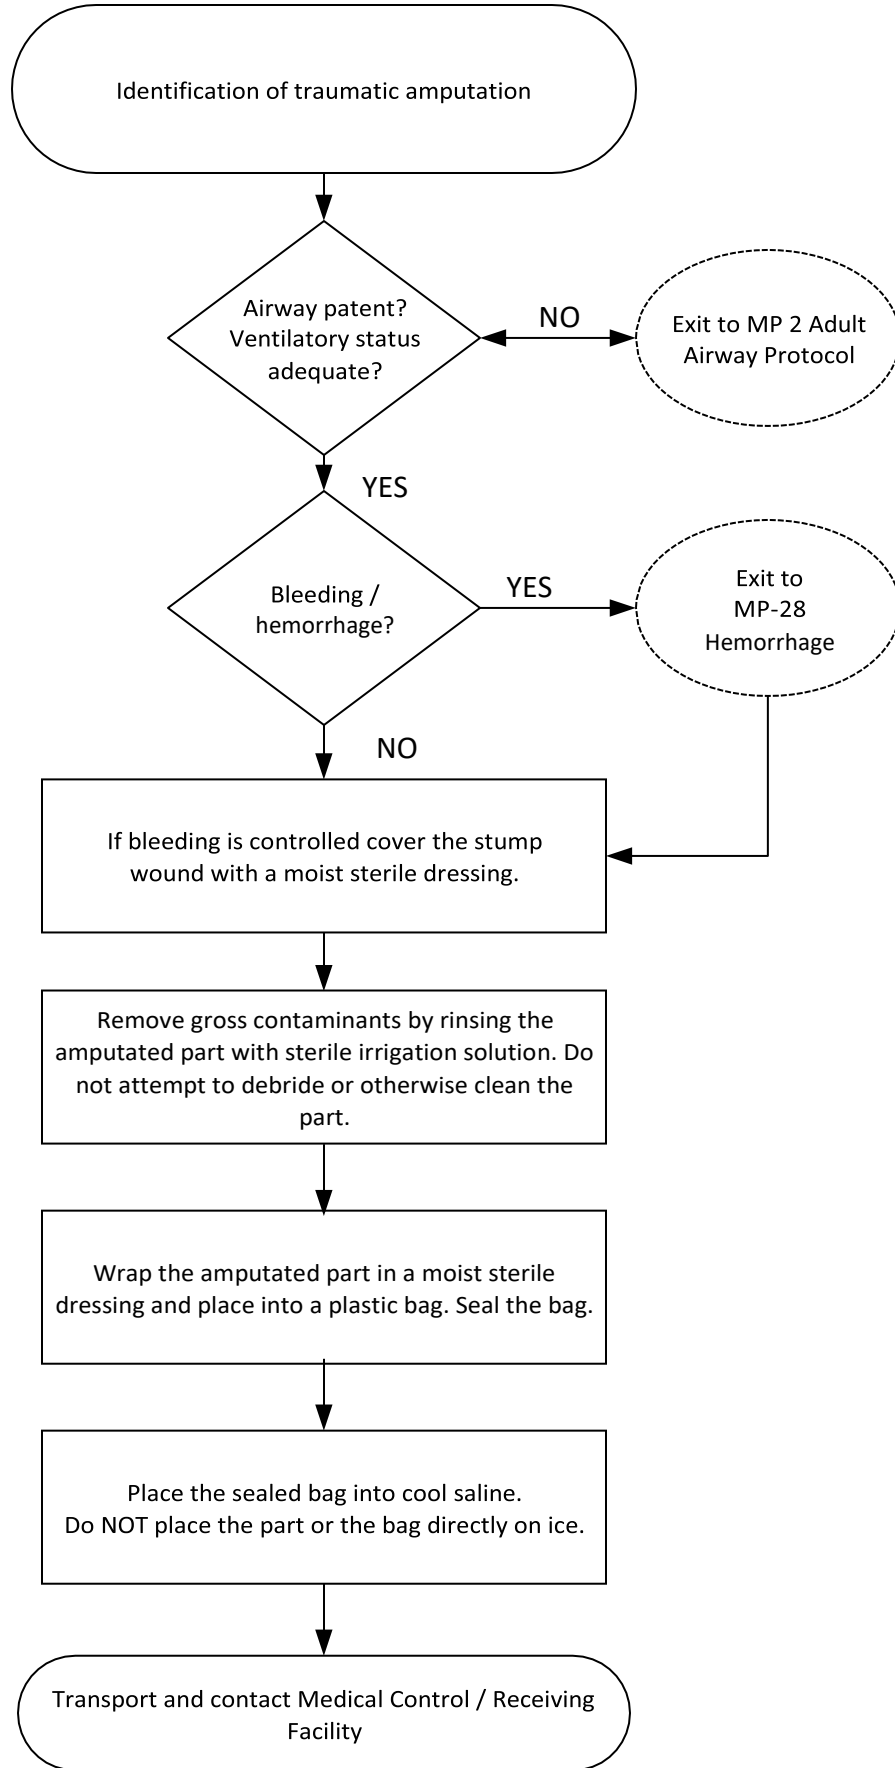 Identification of traumatic amputation
Airway patent?
Ventilatory status
adequate?
NO
Exit to MP 2 Adult
Airway Protocol
YES
Bleeding /
hemorrhage?
YES
Exit to
MP-28
Hemorrhage
NO
If bleeding is controlled cover the stump
wound with a moist sterile dressing.
Remove gross contaminants by rinsing the
amputated part with sterile irrigation solution. Do
not attempt to debride or otherwise clean the
part.
Wrap the amputated part in a moist sterile
dressing and place into a plastic bag. Seal the bag.
Place the sealed bag into cool saline.
Do NOT place the part or the bag directly on ice.
Transport and contact Medical Control / Receiving
Facility